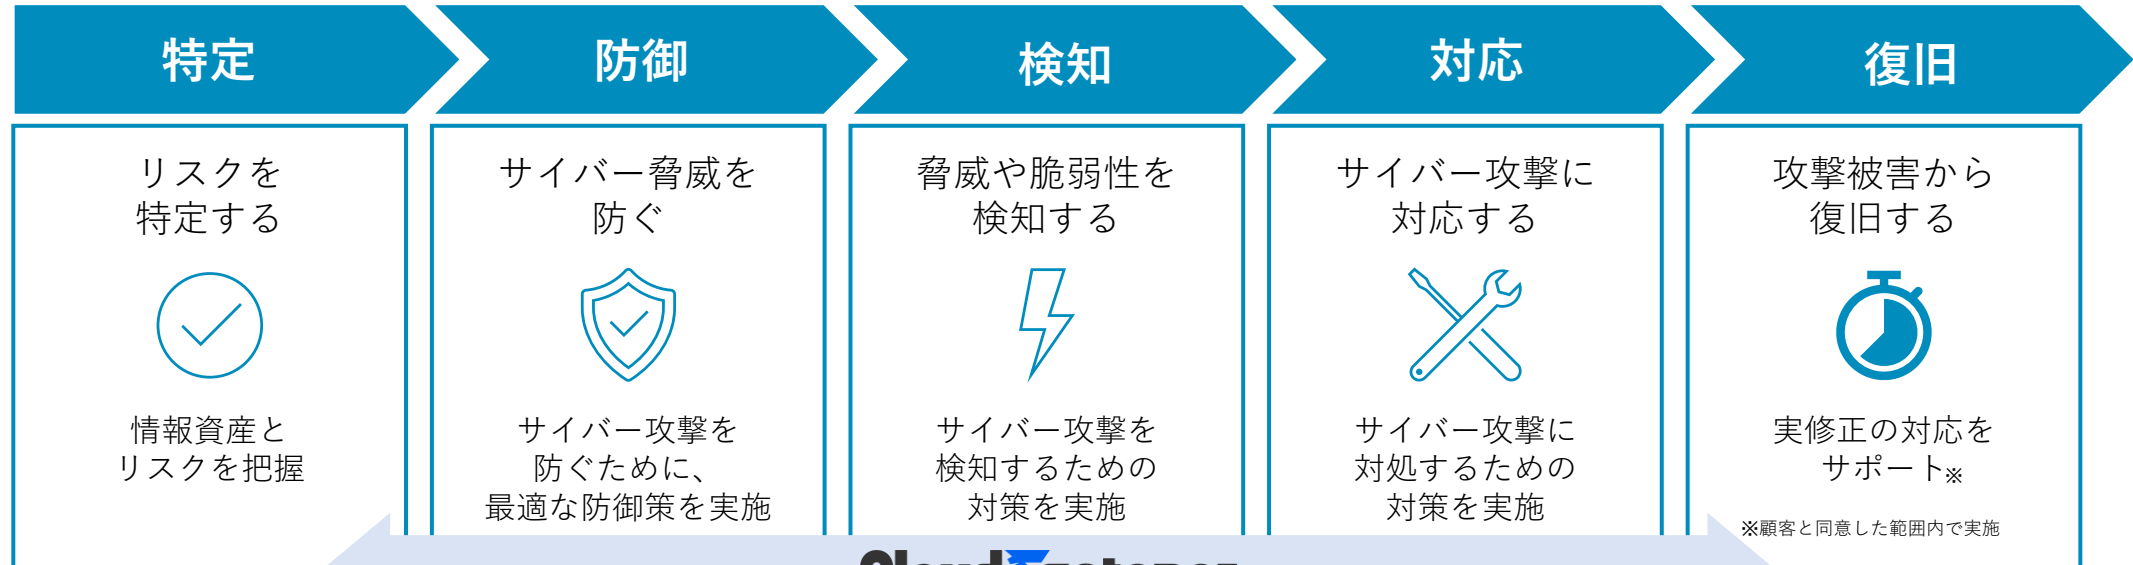 特定
防御
検知
対応
復旧
リスクを
特定する
サイバー脅威を
防ぐ
脅威や脆弱性を
検知する
サイバー攻撃に
対応する
攻撃被害から
復旧する
情報資産と
リスクを把握
サイバー攻撃を
防ぐために、
最適な防御策を実施
サイバー攻撃を
検知するための
対策を実施
サイバー攻撃に
対処するための
対策を実施
実修正の対応を
サポート※
※顧客と同意した範囲内で実施